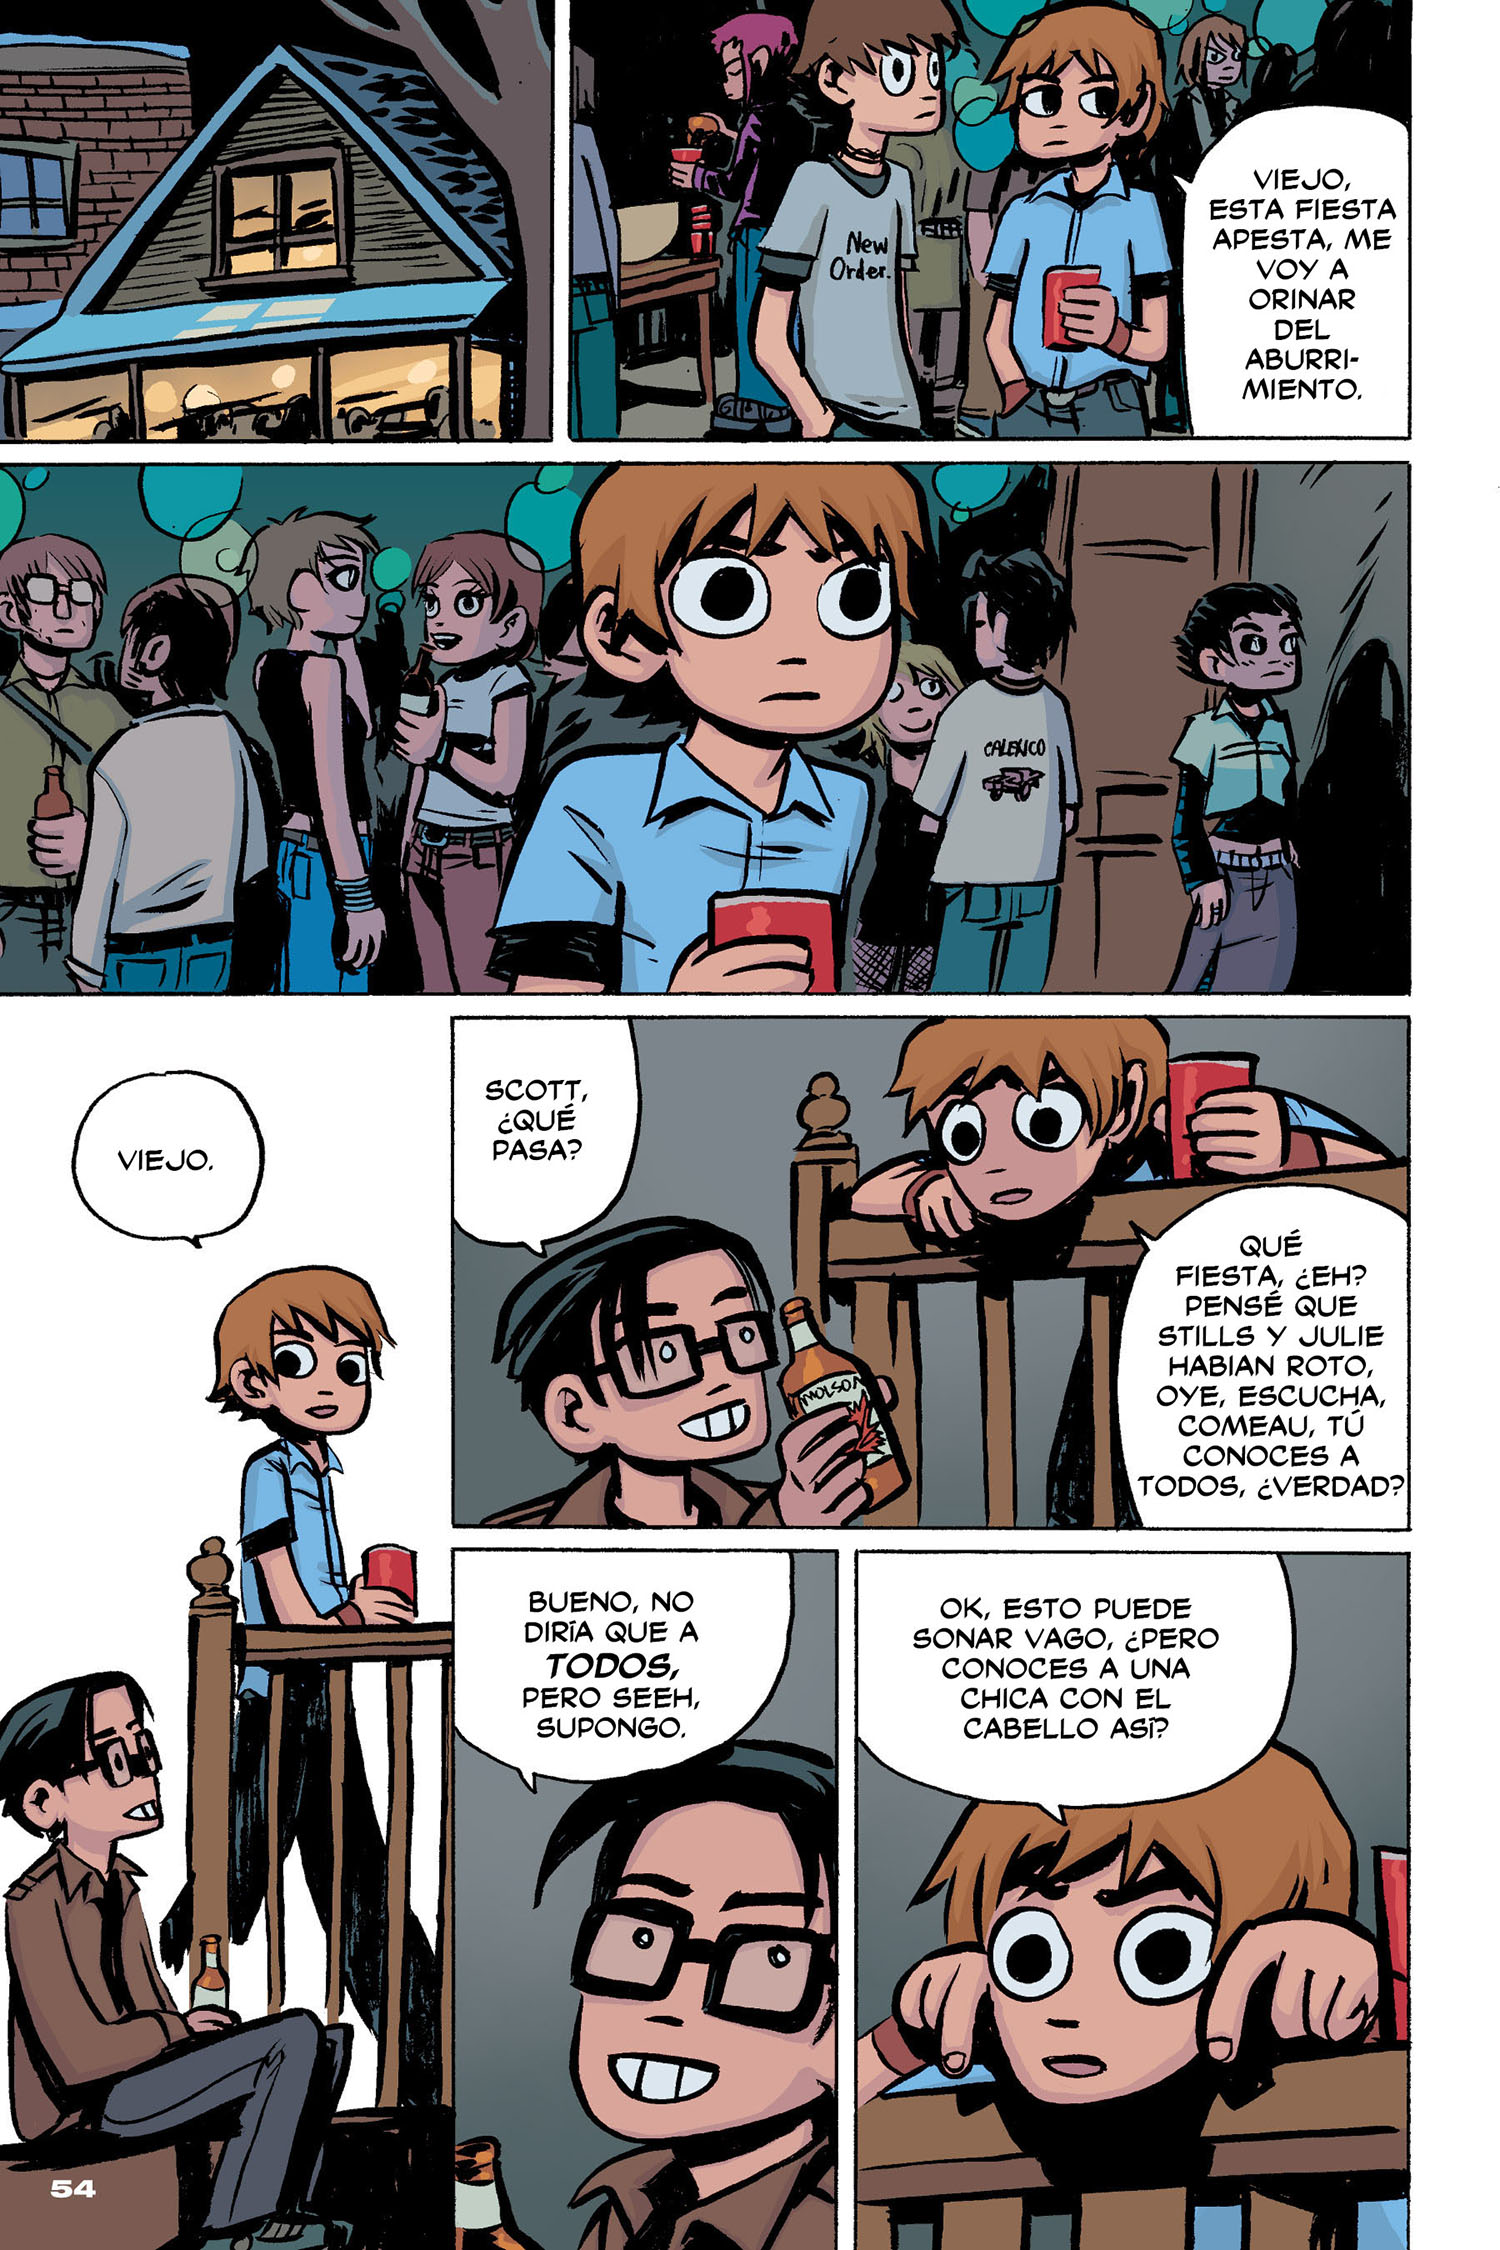 VIEJO,
ESTA FIESTA
APESTA, ME
VOY A
ORINAR
DEL
ABURRI-
MIENTO.
New
Order.
CALEXICO
VIEJO.
SCOTT,
¿QUÉ
PASA?
MOLSON
QUÉ
FIESTA, ¿EH?
PENSÉ QUE
STILLS Y JULIE
HABIAN ROTO,
OYE, ESCUCHA,
COMEAU, TÚ
CONOCES A
TODOS, ¿VERDAD?
BUENO, NO
DIRÍA QUE A
TODOS,
PERO SEEH,
SUPONGO.
OK, ESTO PUEDE
SONAR VAGO, ¿PERO
CONOCES A UNA
CHICA CON EL
CABELLO ASÍ?
54